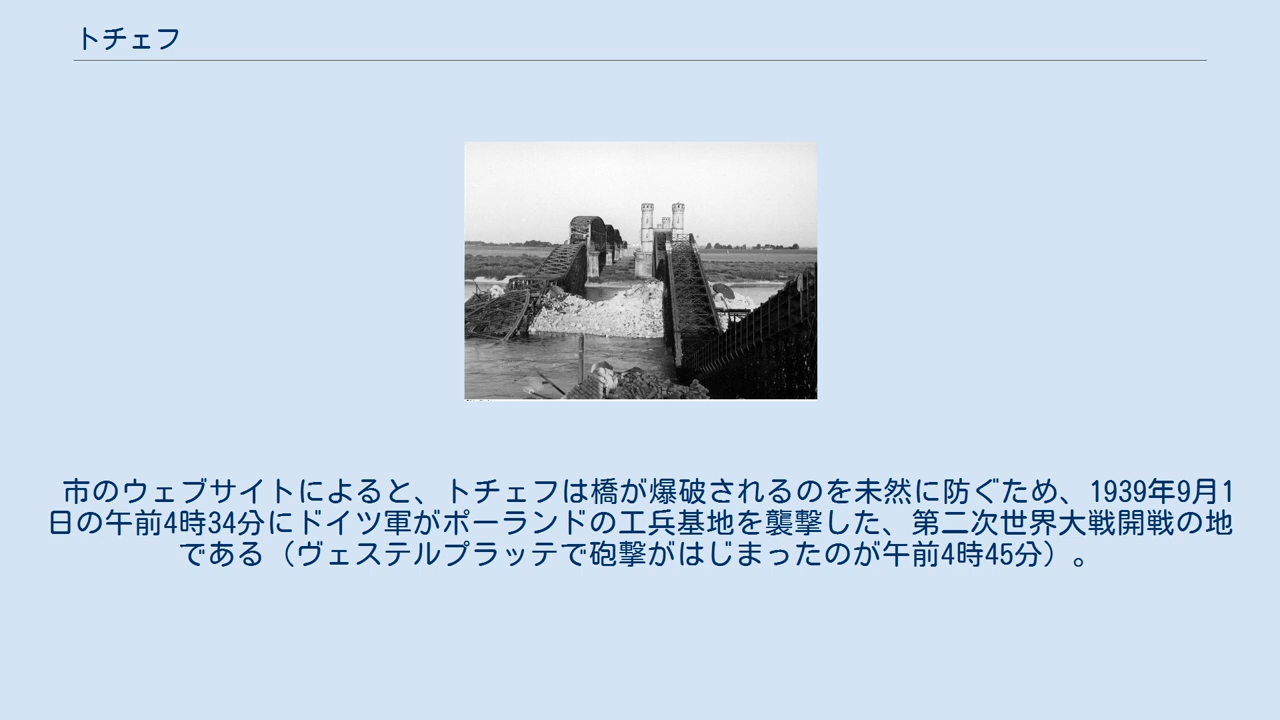 トチェフ
市のウェブサイトによると、トチェフは橋が爆破されるのを未然に防ぐため、1939年9月1
日の午前4時34分にドイツ軍がポーランドの工兵基地を襲撃した、第二次世界大戦開戦の地
である（ヴェステルプラッテで砲撃がはじまったのが午前4時45分）。